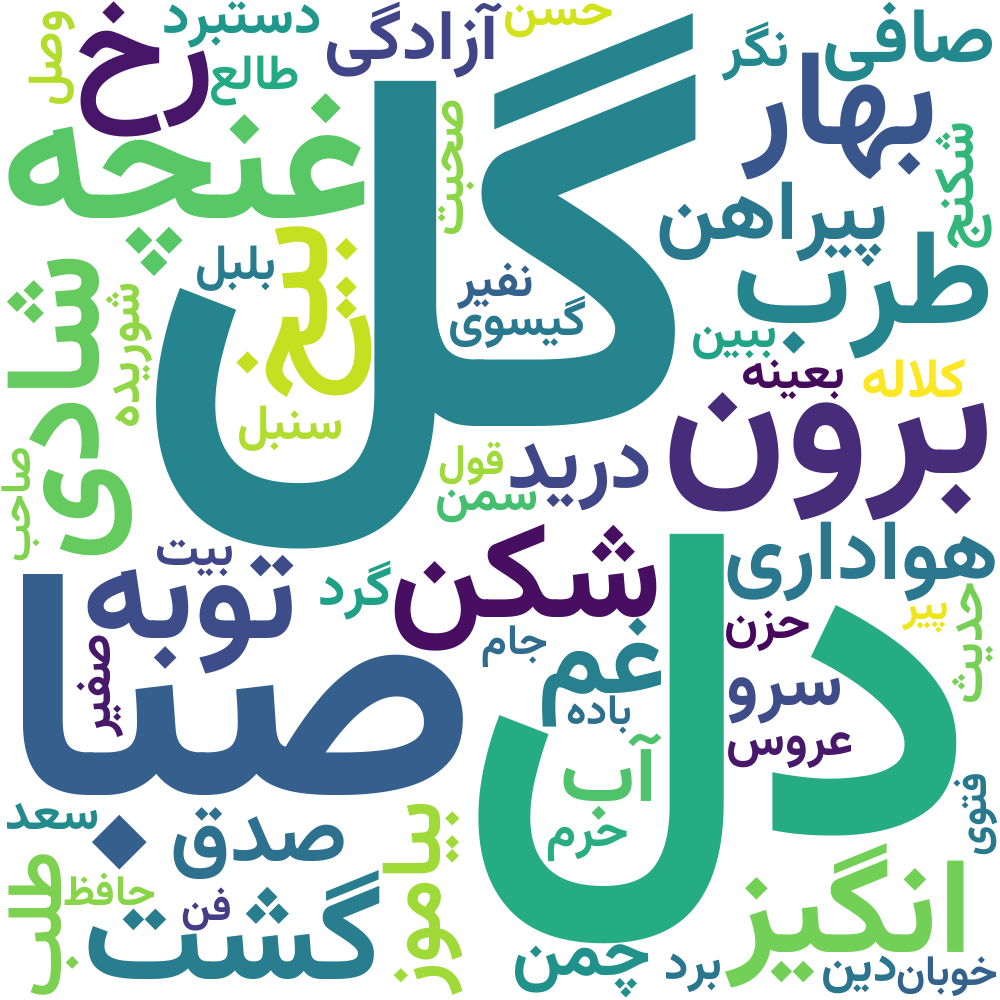 گل
دل
صبا
غنچه
رخ
برون
شکن
شادی
بیخ
طرب
بهار
توبه
گشت
انگیز
هواداری
غم
صافی
پیراهن
آزادگی
درید
صدق
چمن
آب
بیاموز
طلب
سرو
حسن
دستبرد
وصل
طالع
نگر
صحبت
شکنج
بلبل
نفیر
گیسوی
شوریده
سنبل
ببین
بعینه
کلاله
قول
سمن
صاحب
بیت
گرد
جام
باده
حزن
پیر
حدیث
عروس
صفیر
سعد
خرم
فتوی
حافظ
فن
برد
دین
خوبان